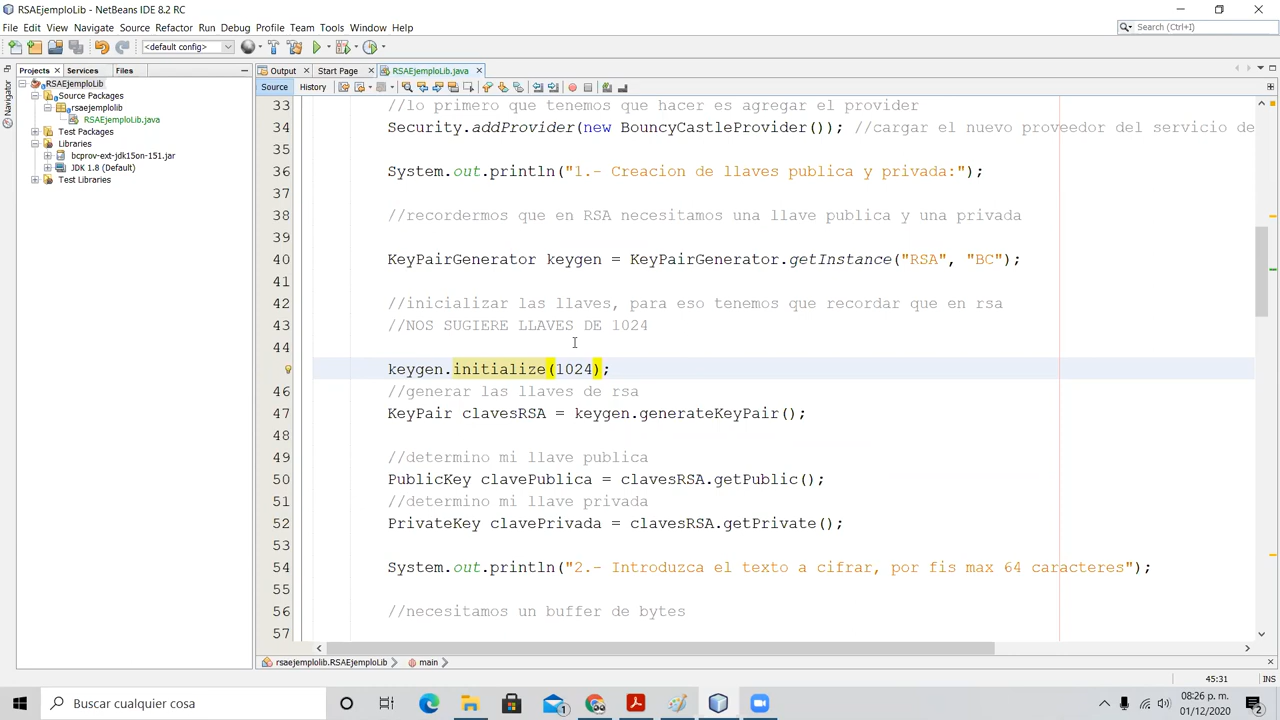 RSAEjemploLib - NetBeans IDE 8.2 RC
File Edit View Navigate Source Refactor Run Debug Profile Team Tools Window Help
Search (Ctrl+I)
<default config>
Projects Services Files
Output Start Page RSAEjemploLib.java
Navigator
Source History
RSAEjemploLib
Source Packages
rsaejemplolib
RSAEjemploLib.java
Test Packages
Libraries
bcprov-ext-jdk15on-151.jar
JDK 1.8 (Default)
Test Libraries
33 //lo primero que tenemos que hacer es agregar el provider
34 Security.addProvider(new BouncyCastleProvider()); //cargar el nuevo proveedor del servicio de
35
36 System.out.println("1.- Creacion de llaves publica y privada:");
37
38 //recordermos que en RSA necesitamos una llave publica y una privada
39
40 KeyPairGenerator keygen = KeyPairGenerator.getInstance("RSA", "BC");
41
42 //inicializar las llaves, para eso tenemos que recordar que en rsa
43 //NOS SUGIERE LLAVES DE 1024
44
keygen.initialize(1024);
46 //generar las llaves de rsa
47 KeyPair clavesRSA = keygen.generateKeyPair();
48
49 //determino mi llave publica
50 PublicKey clavePublica = clavesRSA.getPublic();
51 //determino mi llave privada
52 PrivateKey clavePrivada = clavesRSA.getPrivate();
53
54 System.out.println("2.- Introduzca el texto a cifrar, por fis max 64 caracteres");
55
56 //necesitamos un buffer de bytes
57
rsaejemplolib.RSAEjemploLib main
45:31 INS
Buscar cualquier cosa
1
08:26 p. m.
01/12/2020
2